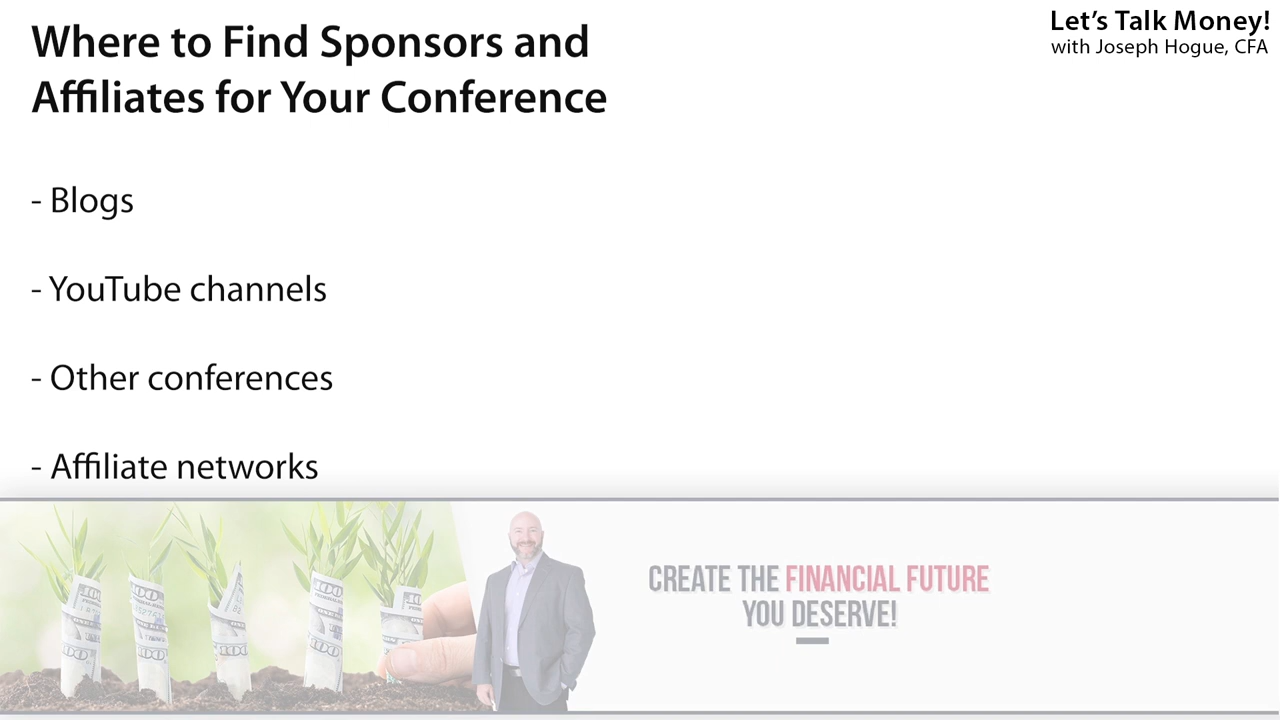 Where to Find Sponsors and
Affiliates for Your Conference
Let's Talk Money!
with Joseph Hogue, CFA
- Blogs
- YouTube channels
- Other conferences
- Affiliate networks
CREATE THE FINANCIAL FUTURE
YOU DESERVE!